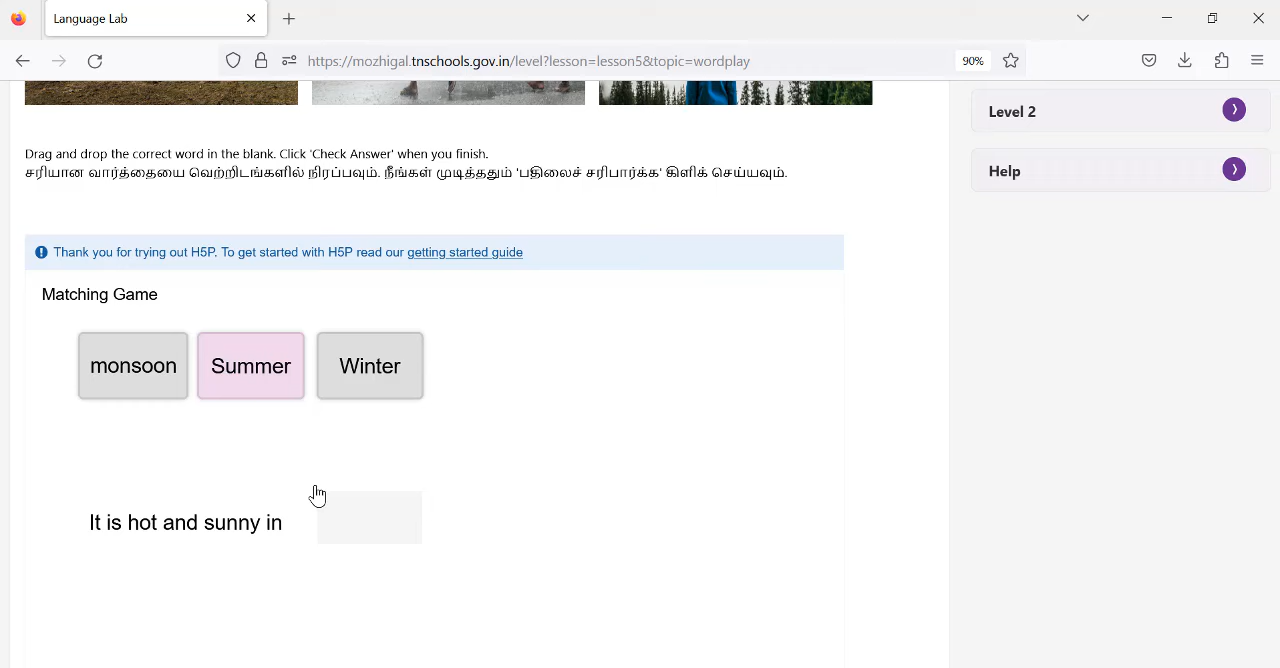 Language Lab
https://mozhigal.tnschools.gov.in/level?lesson=lesson5&topic=wordplay
90%
Level 2
Help
Drag and drop the correct word in the blank. Click 'Check Answer' when you finish.
சரியான வார்த்தையை வெற்றிடங்களில் நிரப்பவும். நீங்கள் முடித்ததும் 'பதிலைச் சரிபார்க்க' கிளிக் செய்யவும்.
Thank you for trying out H5P. To get started with H5P read our getting started guide
Matching Game
monsoon Summer Winter
It is hot and sunny in